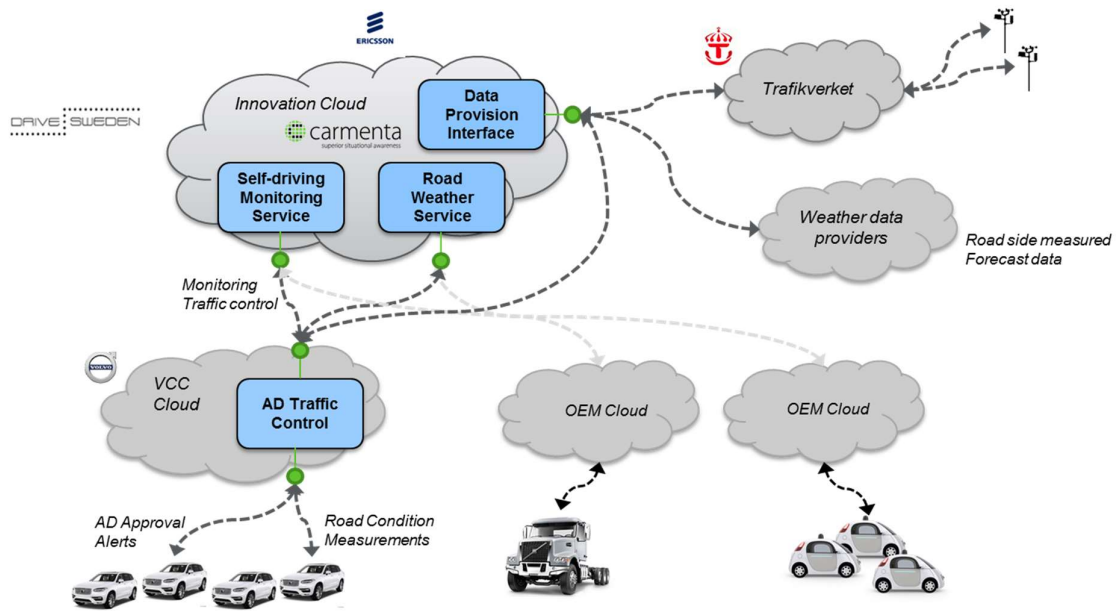 ERICSSON
DRIVE SWEDEN
Innovation Cloud
carmenta
superior situational awareness
Data
Provision
Interface
Trafikverket
Self-driving
Monitoring
Service
Road
Weather
Service
Weather data
providers
Road side measured
Forecast data
Monitoring
Traffic control
VOLVO
VCC
Cloud
AD Traffic
Control
OEM Cloud
OEM Cloud
AD Approval
Alerts
Road Condition
Measurements